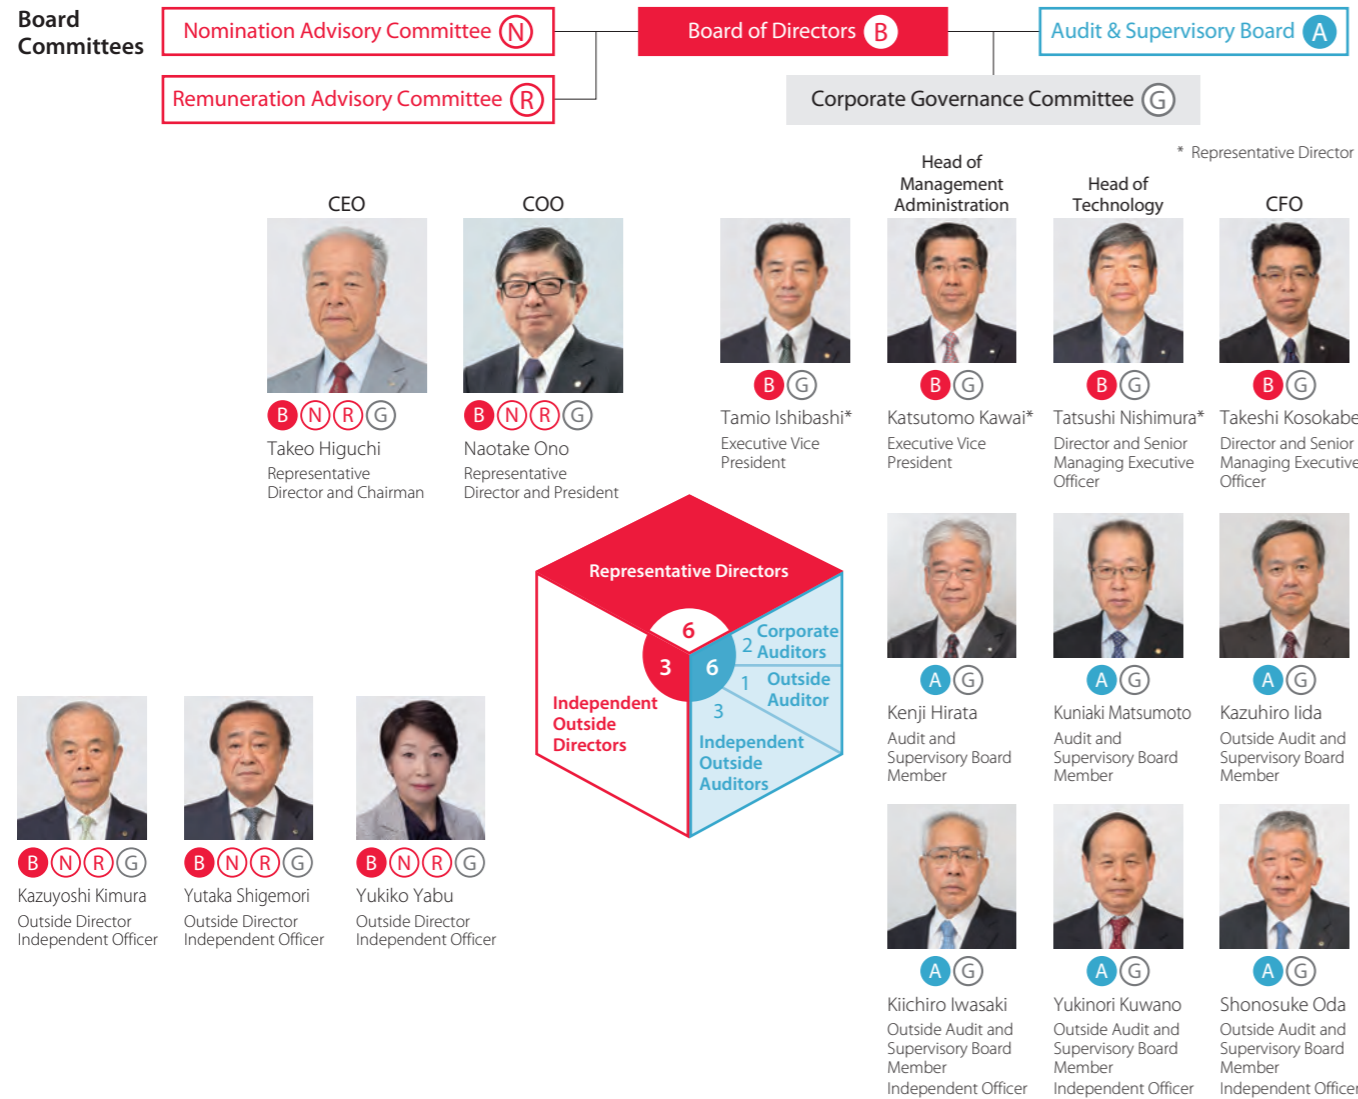 Board
Committees
Nomination Advisory Committee N
Board of Directors B
Audit & Supervisory Board A
Remuneration Advisory Committee R
Corporate Governance Committee G
* Representative Director
CEO
COO
Head of
Management
Administration
Head of
Technology
CFO
B N R G
Takeo Higuchi
Representative
Director and Chairman
B N R G
Naotake Ono
Representative
Director and President
B G
Tamio Ishibashi*
Executive Vice
President
B G
Katsutomo Kawai*
Executive Vice
President
B G
Tatsushi Nishimura*
Director and Senior
Managing Executive
Officer
B G
Takeshi Kosokabe
Director and Senior
Managing Executive
Officer
Representative Directors
6
3
6
2 Corporate
Auditors
1 Outside
Auditor
3
Independent
Outside
Auditors
Independent
Outside
Directors
A G
Kenji Hirata
Audit and
Supervisory Board
Member
A G
Kuniaki Matsumoto
Audit and
Supervisory Board
Member
A G
Kazuhiro Iida
Outside Audit and
Supervisory Board
Member
B N R G
Kazuyoshi Kimura
Outside Director
Independent Officer
B N R G
Yutaka Shigemori
Outside Director
Independent Officer
B N R G
Yukiko Yabu
Outside Director
Independent Officer
A G
Kiichiro Iwasaki
Outside Audit and
Supervisory Board
Member
Independent Officer
A G
Yukinori Kuwano
Outside Audit and
Supervisory Board
Member
Independent Officer
A G
Shonosuke Oda
Outside Audit and
Supervisory Board
Member
Independent Officer